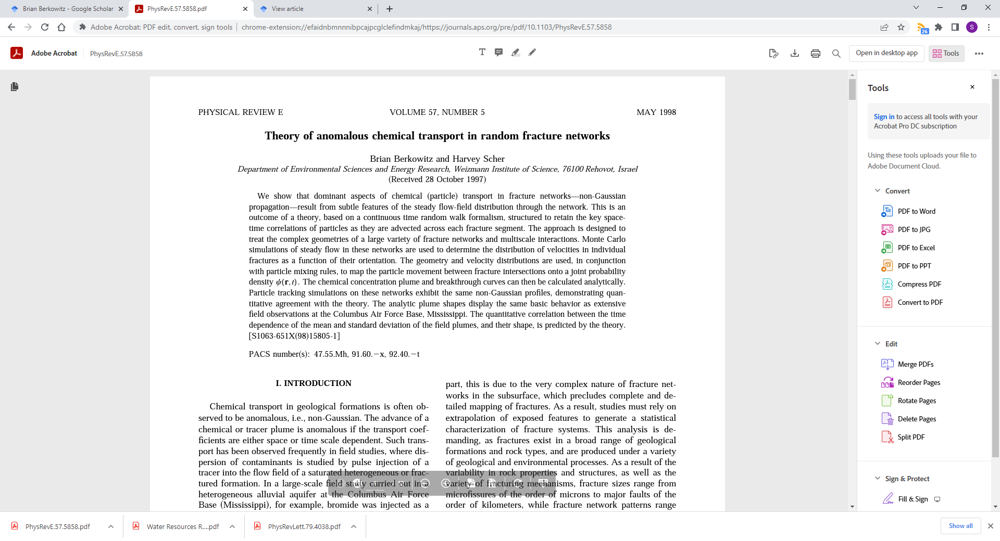 Brian Berkowitz - Google Scholar
PhysRevE.57.5858.pdf
View article
Adobe Acrobat: PDF edit, convert, sign tools
chrome-extension://efaidnbmnnnibpcajpcglclefindmkaj/https://journals.aps.org/pre/pdf/10.1103/PhysRevE.57.5858
26
S
Adobe Acrobat
PhysRevE.57.5858
Open in desktop app
Tools
PHYSICAL REVIEW E
VOLUME 57, NUMBER 5
MAY 1998
Theory of anomalous chemical transport in random fracture networks
Brian Berkowitz and Harvey Scher
Department of Environmental Sciences and Energy Research, Weizmann Institute of Science, 76100 Rehovot, Israel
(Received 28 October 1997)
We show that dominant aspects of chemical (particle) transport in fracture networks—non-Gaussian
propagation—result from subtle features of the steady flow-field distribution through the network. This is an
outcome of a theory, based on a continuous time random walk formalism, structured to retain the key space-
time correlations of particles as they are advected across each fracture segment. The approach is designed to
treat the complex geometries of a large variety of fracture networks and multiscale interactions. Monte Carlo
simulations of steady flow in these networks are used to determine the distribution of velocities in individual
fractures as a function of their orientation. The geometry and velocity distributions are used, in conjunction
with particle mixing rules, to map the particle movement between fracture intersections onto a joint probability
density ψ(r,t). The chemical concentration plume and breakthrough curves can then be calculated analytically.
Particle tracking simulations on these networks exhibit the same non-Gaussian profiles, demonstrating quan-
titative agreement with the theory. The analytic plume shapes display the same basic behavior as extensive
field observations at the Columbus Air Force Base, Mississippi. The quantitative correlation between the time
dependence of the mean and standard deviation of the field plumes, and their shape, is predicted by the theory.
[S1063-651X(98)15805-1]
PACS number(s): 47.55.Mh, 91.60.−x, 92.40.−t
I. INTRODUCTION
Chemical transport in geological formations is often ob-
served to be anomalous, i.e., non-Gaussian. The advance of a
chemical or tracer plume is anomalous if the transport coef-
ficients are either space or time scale dependent. Such trans-
port has been observed frequently in field studies, where dis-
persion of contaminants is studied by pulse injection of a
tracer into the flow field of a saturated heterogeneous or frac-
tured formation. In a large-scale field study carried out in a
heterogeneous alluvial aquifer at the Columbus Air Force
Base (Mississippi), for example, bromide was injected as a
part, this is due to the very complex nature of fracture net-
works in the subsurface, which precludes complete and de-
tailed mapping of fractures. As a result, studies must rely on
extrapolation of exposed features to generate a statistical
characterization of fracture systems. This analysis is de-
manding, as fractures exist in a broad range of geological
formations and rock types, and are produced under a variety
of geological and environmental processes. As a result of the
variability in rock properties and structures, as well as the
variety of fracturing mechanisms, fracture sizes range from
microfissures of the order of microns to major faults of the
order of kilometers, while fracture network patterns range
Tools
Sign in to access all tools with your
Acrobat Pro DC subscription
Using these tools uploads your file to
Adobe Document Cloud.
Convert
PDF to Word
PDF to JPG
PDF to Excel
PDF to PPT
Compress PDF
Convert to PDF
Edit
Merge PDFs
Reorder Pages
Rotate Pages
Delete Pages
Split PDF
Sign & Protect
Fill & Sign
PhysRevE.57.5858.pdf
Water Resources R....pdf
PhysRevLett.79.4038.pdf
Show all